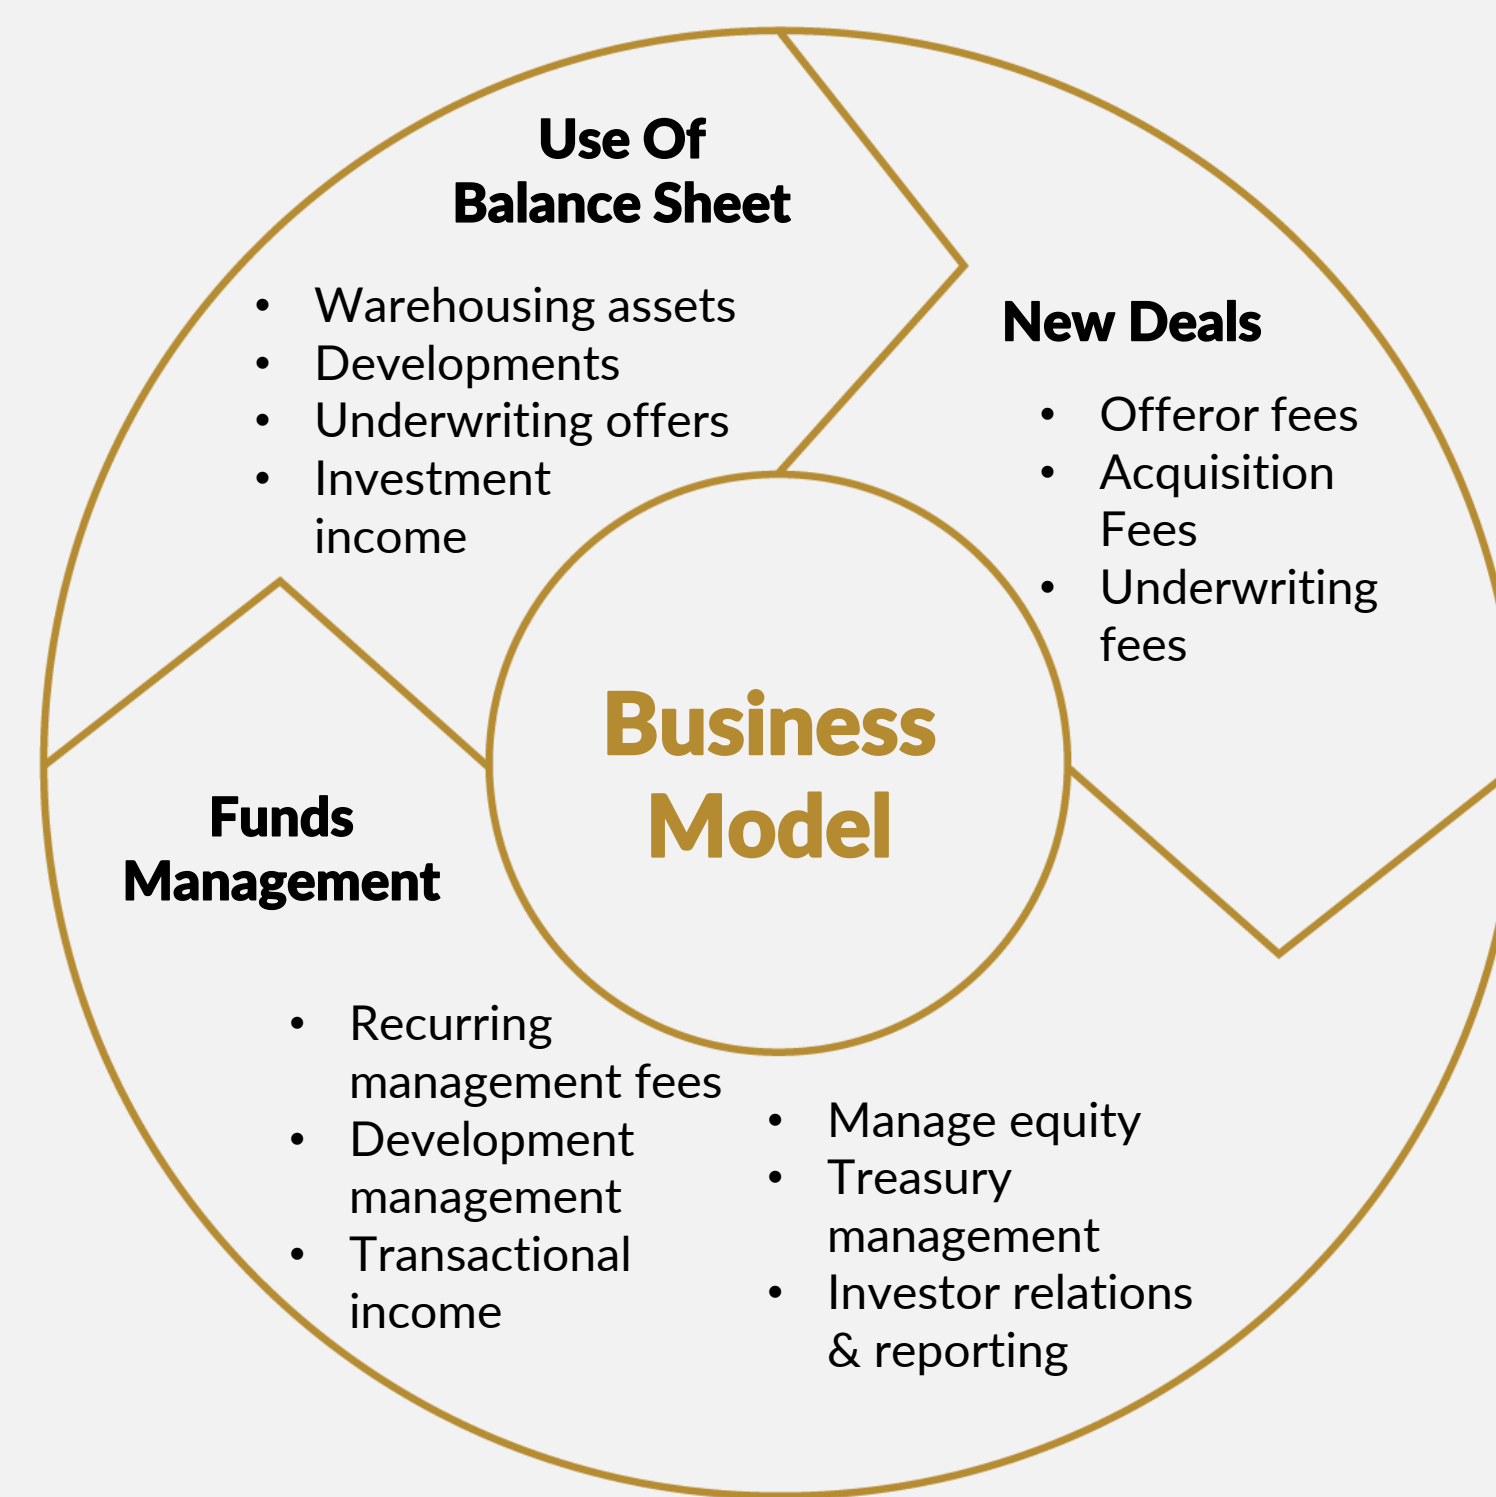 Use Of
Balance Sheet
• Warehousing assets
• Developments
• Underwriting offers
• Investment
income
New Deals
• Offeror fees
• Acquisition
Fees
• Underwriting
fees
Business
Model
Funds
Management
• Recurring
management fees
• Development
management
• Transactional
income
• Manage equity
• Treasury
management
• Investor relations
& reporting